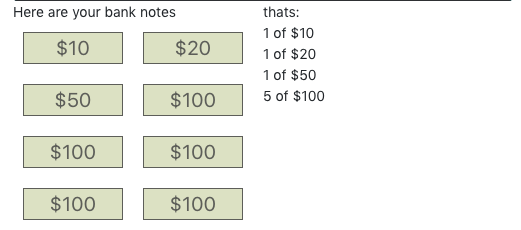 Here are your bank notes
$10 $20
$50 $100
$100 $100
$100 $100
thats:
1 of $10
1 of $20
1 of $50
5 of $100